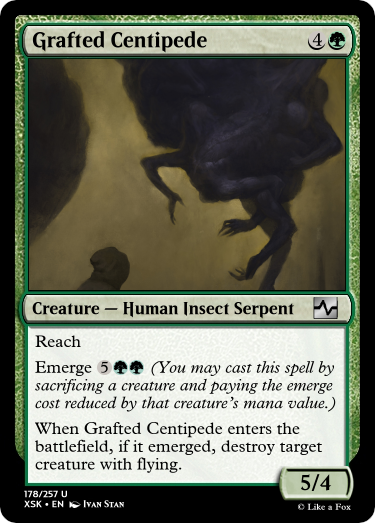 Grafted Centipede 4
Creature — Human Insect Serpent
Reach
Emerge 5 (You may cast this spell by
sacrificing a creature and paying the emerge
cost reduced by that creature's mana value.)
When Grafted Centipede enters the
battlefield, if it emerged, destroy target
creature with flying.
5/4
178/257 U
XSK • EN Ivan Stan
© Like a Fox